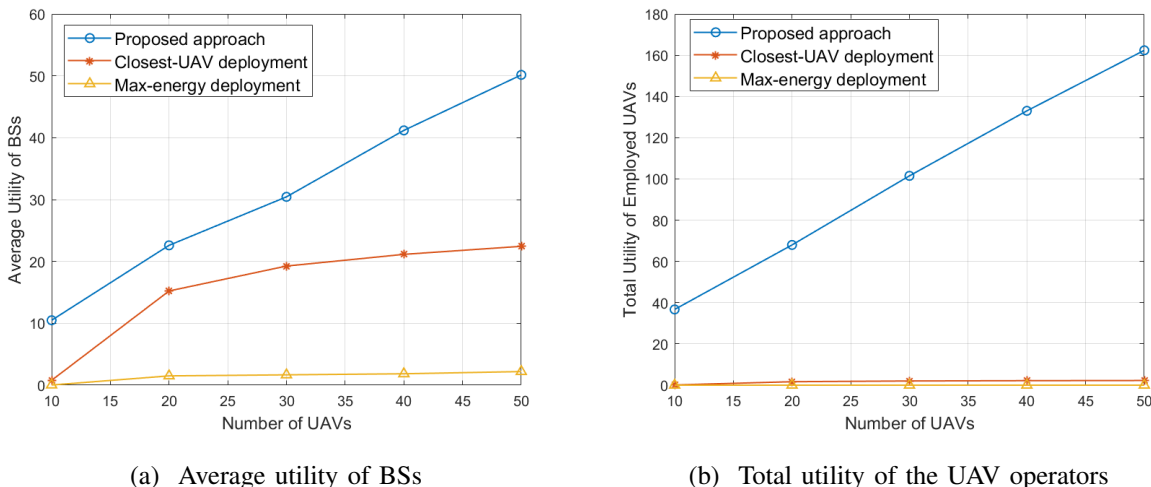 60
50
40
30
20
10
0
Average Utility of BSs
Proposed approach
Closest-UAV deployment
Max-energy deployment
10 15 20 25 30 35 40 45 50
Number of UAVs
(a) Average utility of BSs
180
160
140
120
100
80
60
40
20
0
Total Utility of Employed UAVs
Proposed approach
Closest-UAV deployment
Max-energy deployment
10 15 20 25 30 35 40 45 50
Number of UAVs
(b) Total utility of the UAV operators